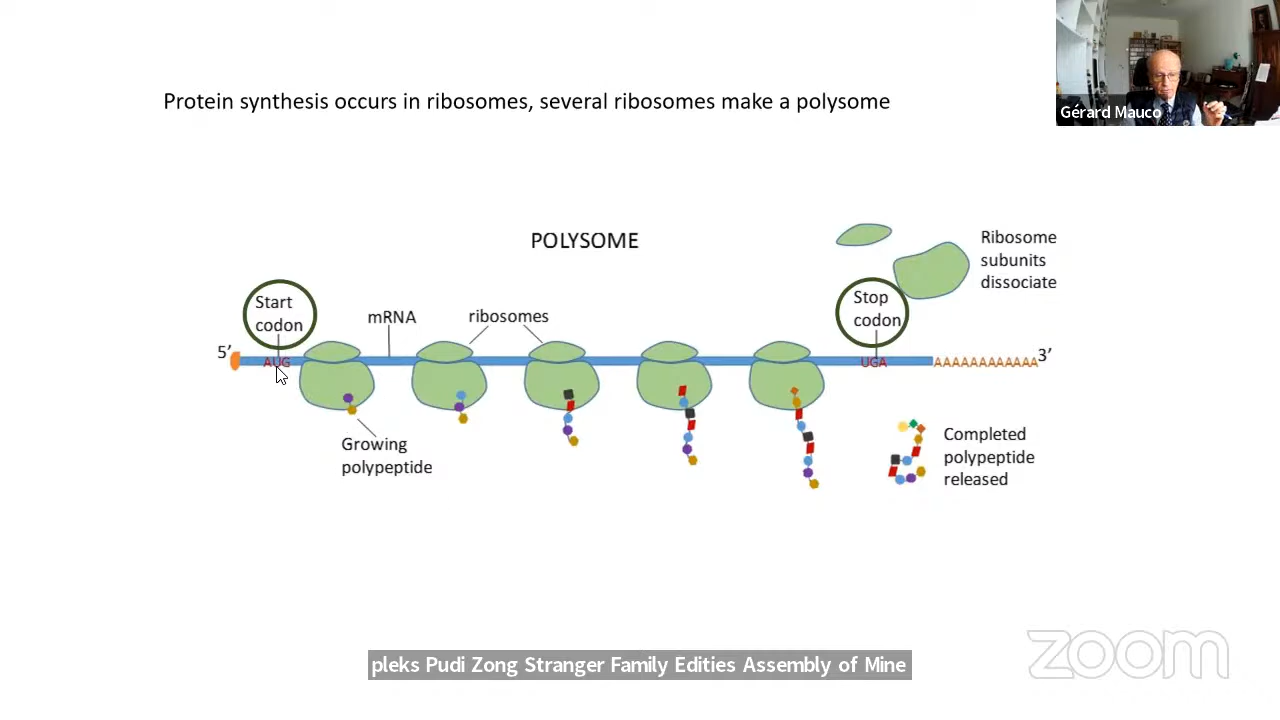 Protein synthesis occurs in ribosomes, several ribosomes make a polysome
Gérard Mauco
POLYSOME
Ribosome
subunits
dissociate
Start
codon
mRNA
ribosomes
Stop
codon
5’
AUG
UGA
AAAAAAAAAAAA
3’
Growing
polypeptide
Completed
polypeptide
released
pleks Pudi Zong Stranger Family Edities Assembly of Mine
zoom